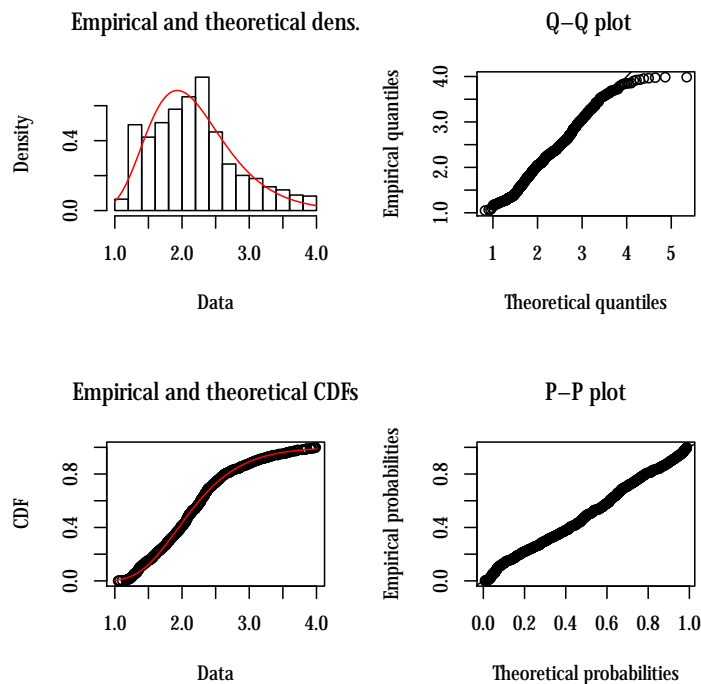 Empirical and theoretical dens.
Density
0.0
0.4
1.0
2.0
3.0
4.0
Data
Q−Q plot
Empirical quantiles
1.0
2.0
3.0
4.0
1
2
3
4
5
Theoretical quantiles
Empirical and theoretical CDFs
CDF
0.0
0.4
0.8
1.0
2.0
3.0
4.0
Data
P−P plot
Empirical probabilities
0.0
0.4
0.8
0.0
0.2
0.4
0.6
0.8
1.0
Theoretical probabilities